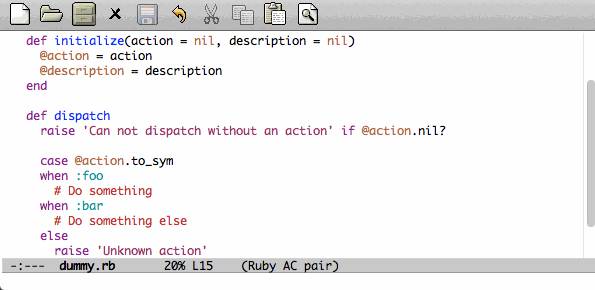 def initialize(action = nil, description = nil)
@action = action
@description = description
end
def dispatch
raise 'Can not dispatch without an action' if @action.nil?
case @action.to_sym
when :foo
# Do something
when :bar
# Do something else
else
raise 'Unknown action'
-:--- dummy.rb 20% L15 (Ruby AC pair)